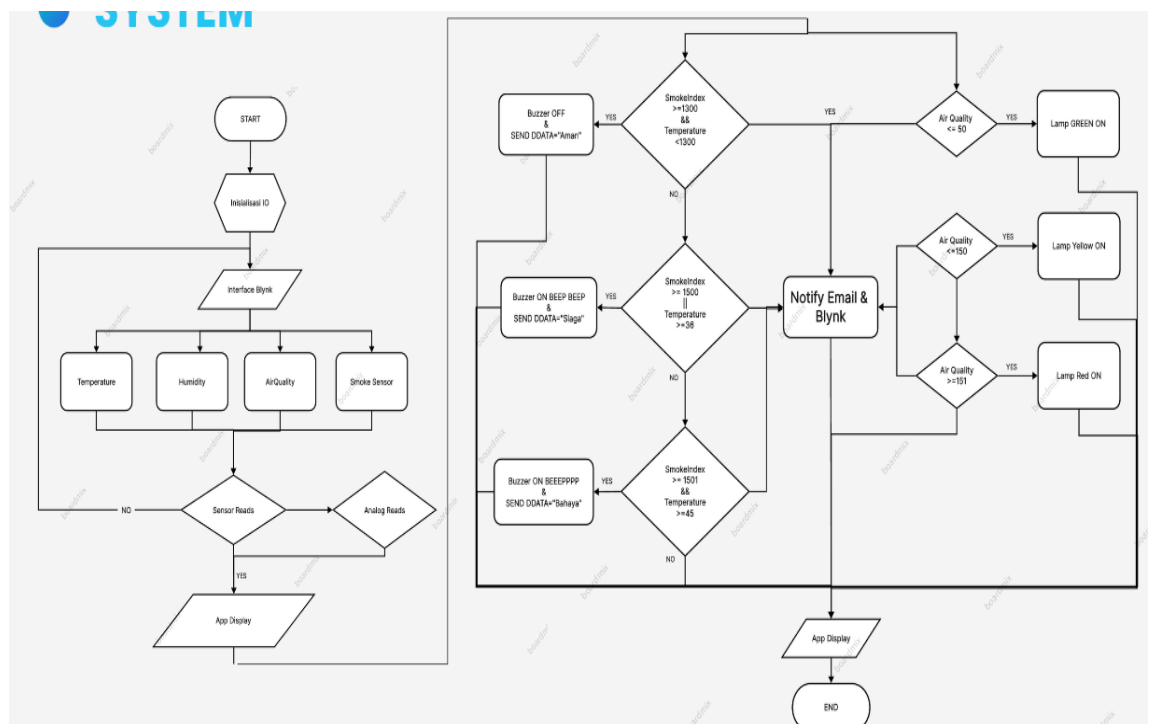 SYSTEM
START
Inisialisasi IO
Interface Blynk
Temperature
Humidity
AirQuality
Smoke Sensor
NO
Sensor Reads
Analog Reads
YES
App Display
Buzzer OFF
&
SEND DDATA="Aman"
YES
SmokeIndex
>=1300
&&
Temperature
<1300
YES
NO
Air Quality
<= 50
YES
Lamp GREEN ON
Buzzer ON BEEP BEEP
&
SEND DDATA="Siaga"
YES
SmokeIndex
>= 1500
||
Temperature
>=36
NO
Notify Email &
Blynk
Air Quality
<=150
YES
Lamp Yellow ON
Air Quality
>=151
YES
Lamp Red ON
Buzzer ON BEEEPPPP
&
SEND DDATA="Bahaya"
YES
SmokeIndex
>= 1501
&&
Temperature
>=45
NO
App Display
END
boardmix